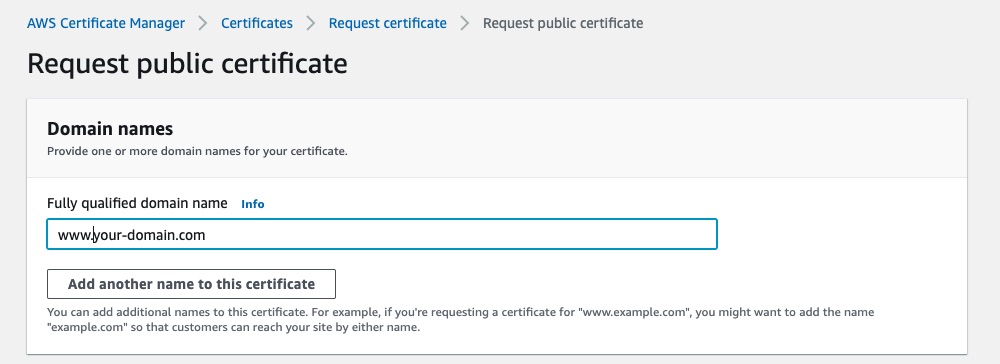 AWS Certificate Manager > Certificates > Request certificate > Request public certificate
Request public certificate
Domain names
Provide one or more domain names for your certificate.
Fully qualified domain name Info
www.your-domain.com
Add another name to this certificate
You can add additional names to this certificate. For example, if you're requesting a certificate for "www.example.com", you might want to add the name
"example.com" so that customers can reach your site by either name.